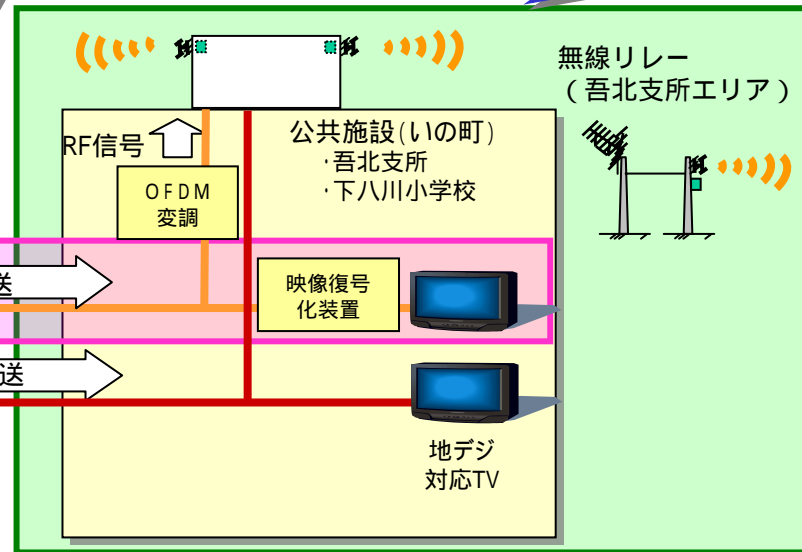 無線リレー
(吾北支所エリア)
RF信号
公共施設(いの町)
・吾北支所
・下八川小学校
OFDM
変調
送
映像復号
化装置
送
地デジ
対応TV